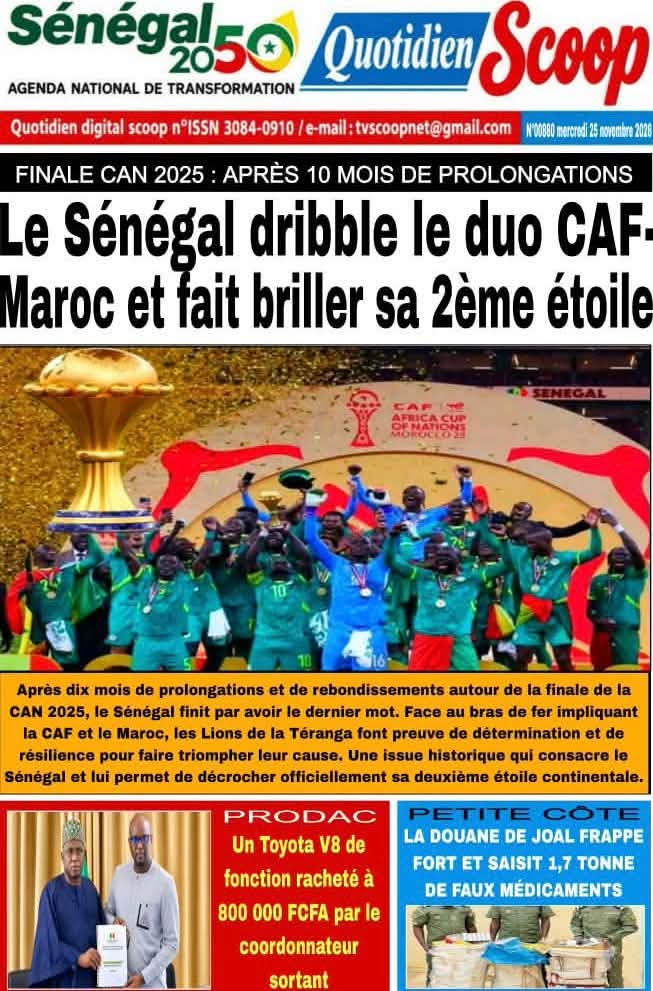 Sénégal
2050
AGENDA NATIONAL DE TRANSFORMATION
Quotidien Scoop
Quotidien digital scoop n°ISSN 3084-0910 / e-mail : tvscoopnet@gmail.com
N°00880 mercredi 25 novembre 2026
FINALE CAN 2025 : APRÈS 10 MOIS DE PROLONGATIONS
Le Sénégal dribble le duo CAF-
Maroc et fait briller sa 2ème étoile
SENEGAL
CAF
AFRICA CUP
OF NATIONS
MOROCCO 25
10
5
16
Après dix mois de prolongations et de rebondissements autour de la finale de la
CAN 2025, le Sénégal finit par avoir le dernier mot. Face au bras de fer impliquant
la CAF et le Maroc, les Lions de la Téranga font preuve de détermination et de
résilience pour faire triompher leur cause. Une issue historique qui consacre le
Sénégal et lui permet de décrocher officiellement sa deuxième étoile continentale.
PRODAC
Un Toyota V8 de
fonction racheté à
800 000 FCFA par le
coordonnateur
sortant
PETITE CÔTE
LA DOUANE DE JOAL FRAPPE
FORT ET SAISIT 1,7 TONNE
DE FAUX MÉDICAMENTS